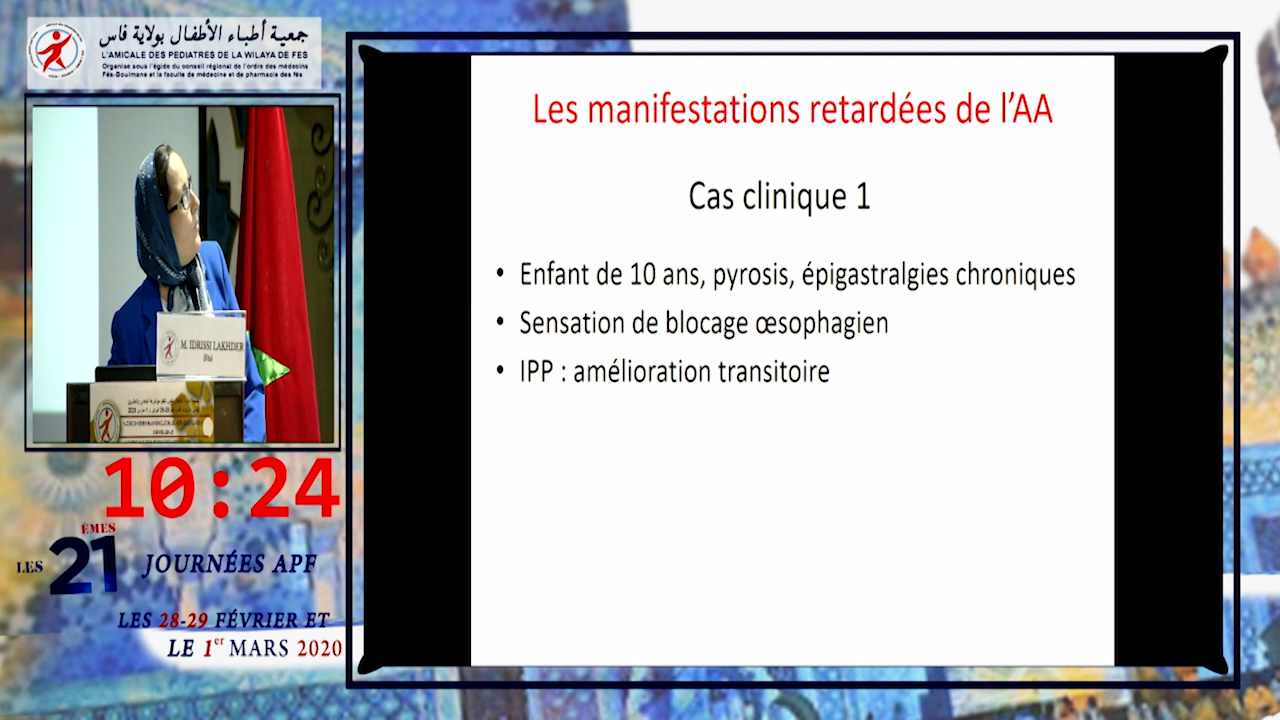 جمعية أطباء الأطفال بولاية فاس
L'AMICALE DES PEDIATRES DE LA WILAYA DE FES
Organise sous l'égide du conseil régional de l'ordre des médecins
Fés-Boulmane et la faculté de médecine et de pharmacie des fés
M. IDRISSI LAKHDER
(Fès)
10:24
LES 21 ÈMES JOURNÉES APF
LES 28-29 FÉVRIER ET
LE 1er MARS 2020
Les manifestations retardées de l'AA
Cas clinique 1
• Enfant de 10 ans, pyrosis, épigastralgies chroniques
• Sensation de blocage œsophagien
• IPP : amélioration transitoire